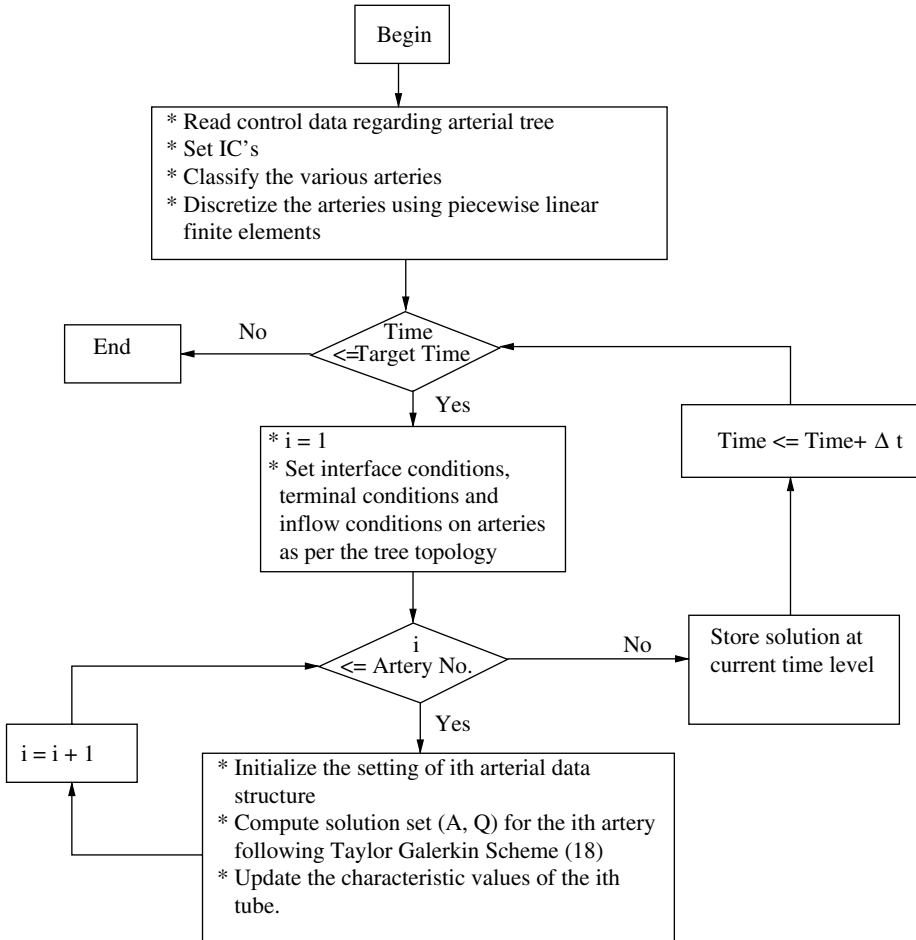 Begin
* Read control data regarding arterial tree
* Set IC's
* Classify the various arteries
* Discretize the arteries using piecewise linear
finite elements
Time
<=Target Time
No
End
Yes
* i = 1
* Set interface conditions,
terminal conditions and
inflow conditions on arteries
as per the tree topology
Time <= Time+ Δ t
i
<= Artery No.
No
Store solution at
current time level
Yes
i = i + 1
* Initialize the setting of ith arterial data
structure
* Compute solution set (A, Q) for the ith artery
following Taylor Galerkin Scheme (18)
* Update the characteristic values of the ith
tube.